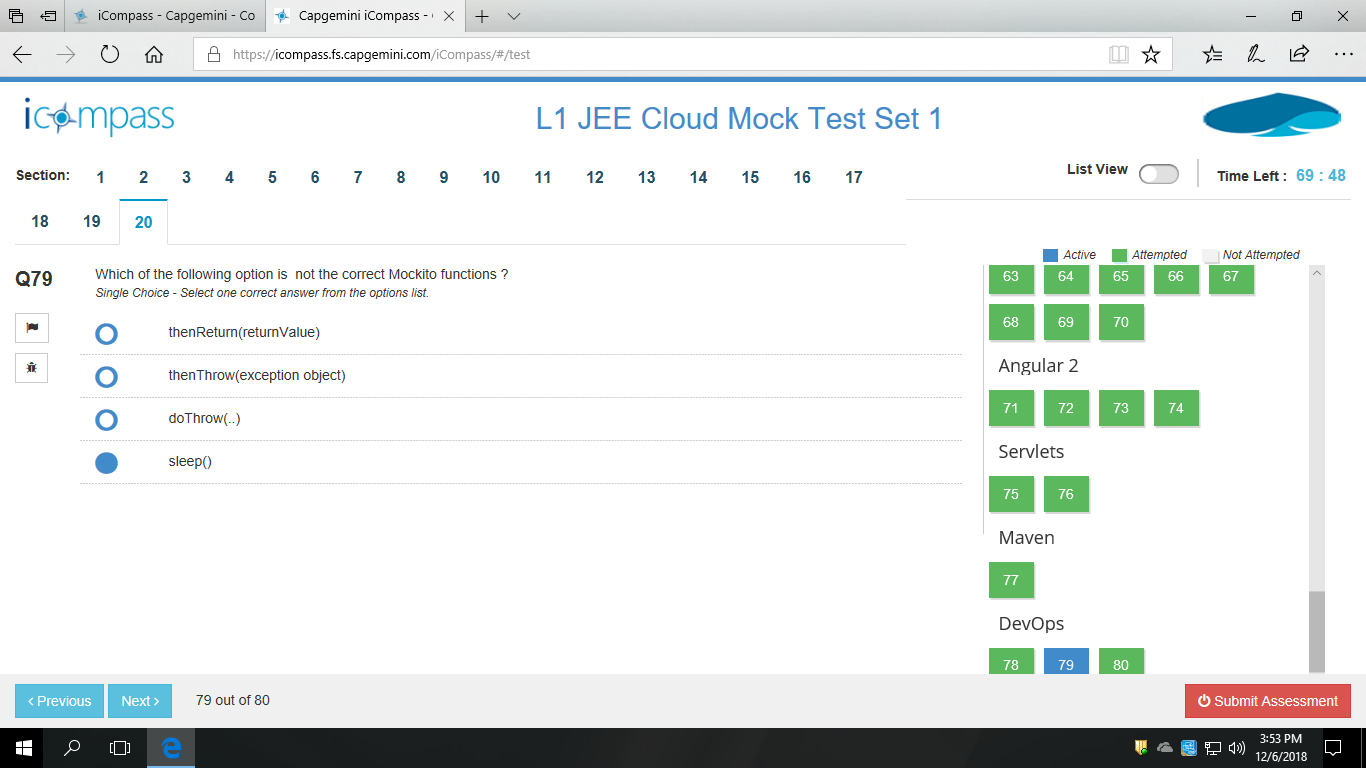 iCompass - Capgemini - Co
Capgemini iCompass -
https://icompass.fs.capgemini.com/iCompass/#/test
icompass
L1 JEE Cloud Mock Test Set 1
Section: 1 2 3 4 5 6 7 8 9 10 11 12 13 14 15 16 17
List View
Time Left : 69 : 48
18 19 20
Active Attempted Not Attempted
Q79
Which of the following option is  not the correct Mockito functions ?
Single Choice - Select one correct answer from the options list.
thenReturn(returnValue)
thenThrow(exception object)
doThrow(..)
sleep()
63 64 65 66 67
68 69 70
Angular 2
71 72 73 74
Servlets
75 76
Maven
77
DevOps
78 79 80
Previous
Next
79 out of 80
Submit Assessment
3:53 PM
12/6/2018